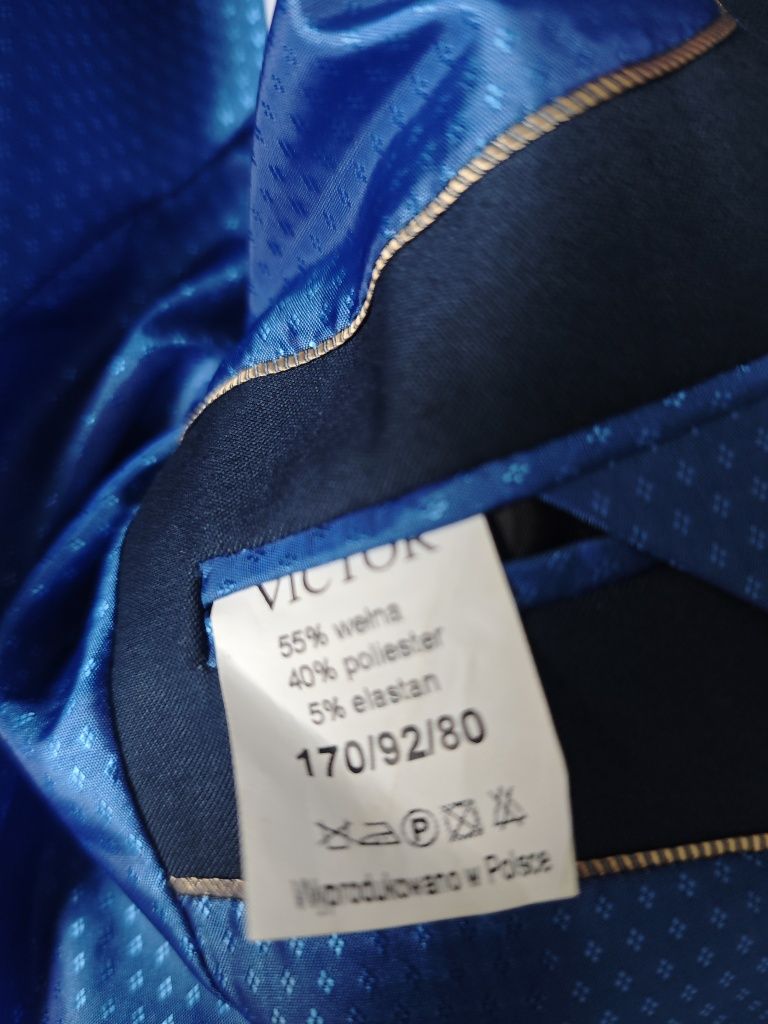 VICTOR
55% wełna
40% poliester
5% elastan
170/92/80
P
Wyprodukowano w Polsce